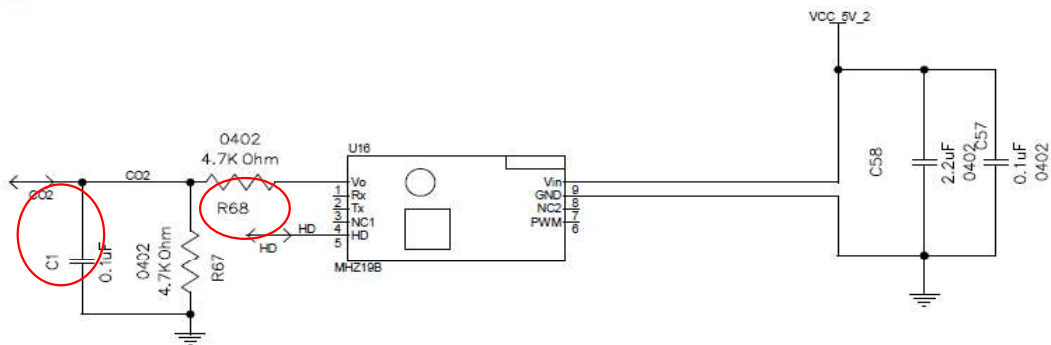 VCC_5V_2
0402
4.7K Ohm
U16
CO2
CO2
R68
Vo
1
Rx
2
Tx
3
NC1
4
HD
5
HD
HD
MHZ19B
Vin
GND
9
NC2
8
PWM
7
6
C1
0.1uF
0402
4.7KOhm
R67
C58
2.2uF
0402
C57
0.1uF
0402